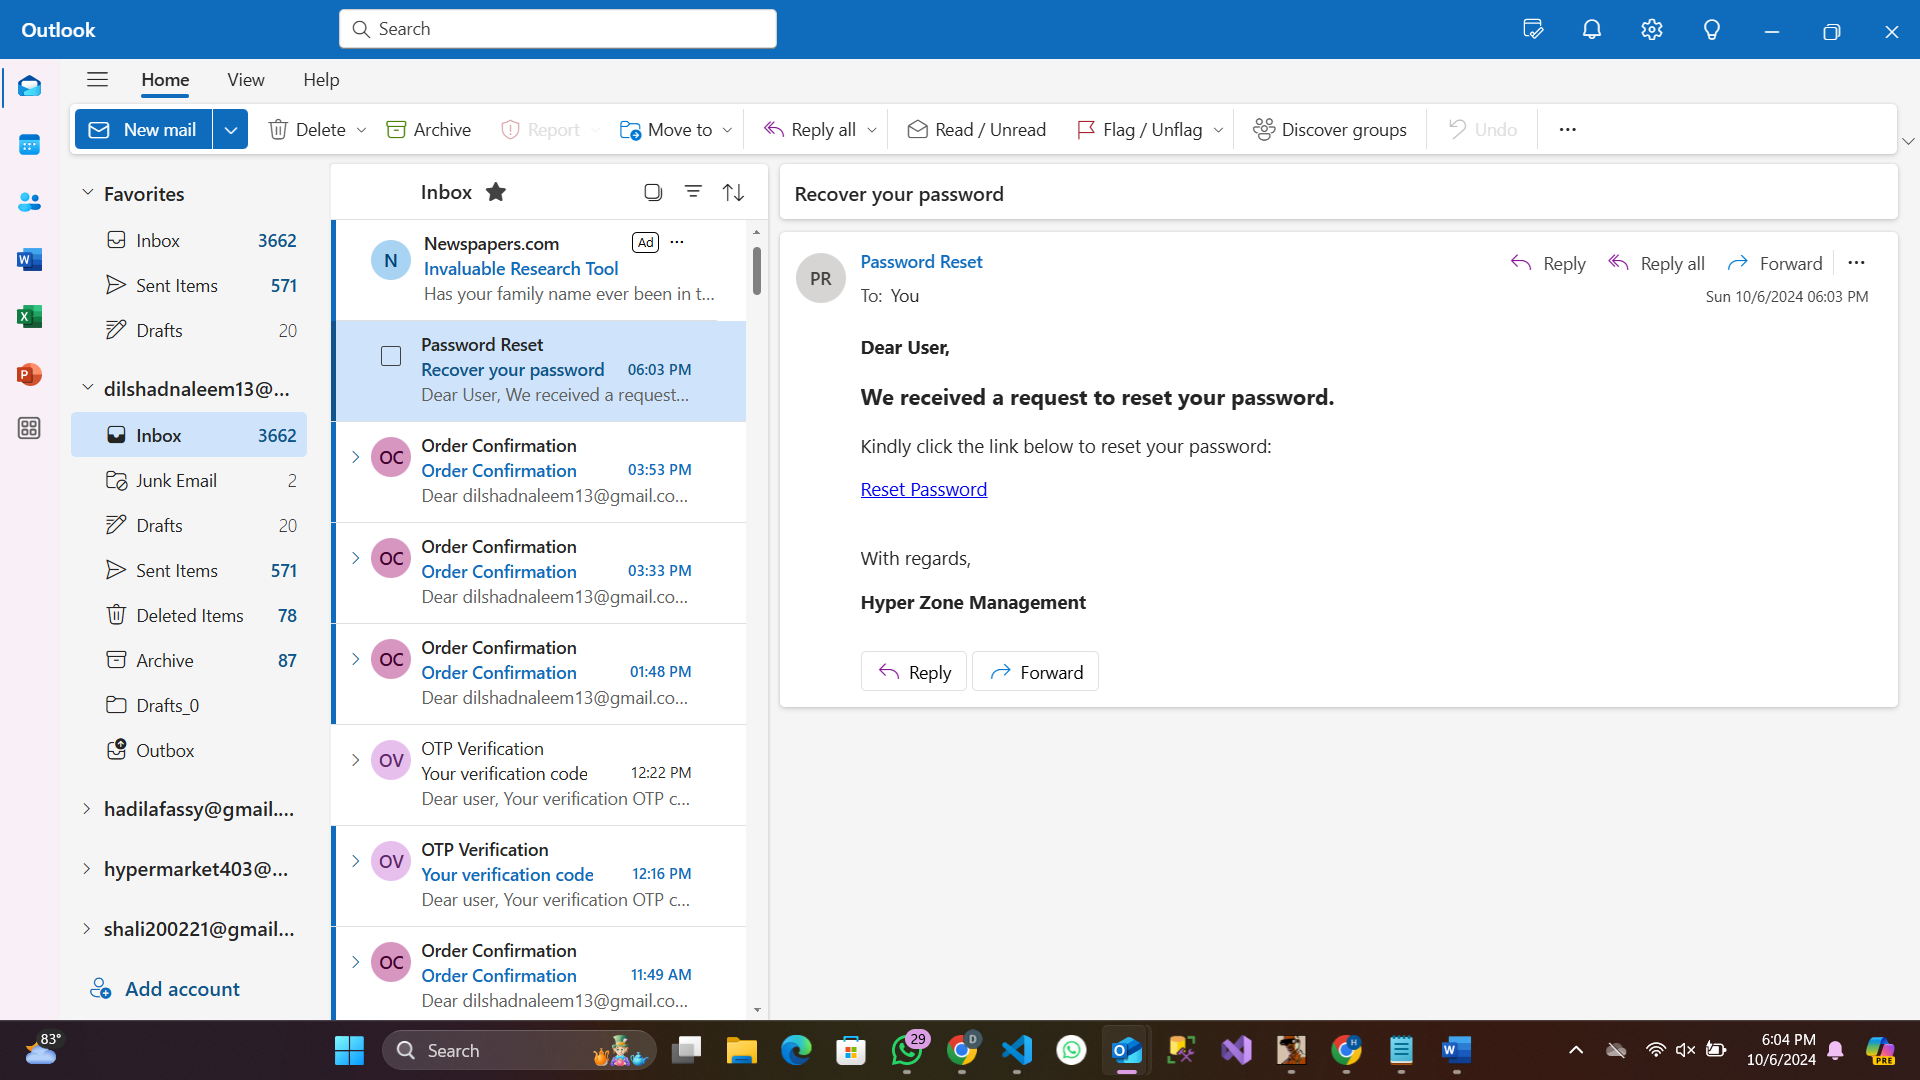 Outlook
Search
Home View Help
New mail Delete Archive Report Move to Reply all Read / Unread Flag / Unflag Discover groups Undo ...
Favorites
Inbox 3662
Sent Items 571
Drafts 20
dilshadnaleem13@...
Inbox 3662
Junk Email 2
Drafts 20
Sent Items 571
Deleted Items 78
Archive 87
Drafts_0
Outbox
hadilafassy@gmail....
hypermarket403@...
shali200221@gmail...
Add account
Inbox
N
Newspapers.com Ad ...
Invaluable Research Tool
Has your family name ever been in t...
Password Reset
Recover your password 06:03 PM
Dear User, We received a request...
OC
Order Confirmation
Order Confirmation 03:53 PM
Dear dilshadnaleem13@gmail.co...
OC
Order Confirmation
Order Confirmation 03:33 PM
Dear dilshadnaleem13@gmail.co...
OC
Order Confirmation
Order Confirmation 01:48 PM
Dear dilshadnaleem13@gmail.co...
OV
OTP Verification
Your verification code 12:22 PM
Dear user, Your verification OTP c...
OV
OTP Verification
Your verification code 12:16 PM
Dear user, Your verification OTP c...
OC
Order Confirmation
Order Confirmation 11:49 AM
Dear dilshadnaleem13@gmail.co...
Recover your password
PR
Password Reset
Reply Reply all Forward ...
To: You
Sun 10/6/2024 06:03 PM
Dear User,
We received a request to reset your password.
Kindly click the link below to reset your password:
Reset Password
With regards,
Hyper Zone Management
Reply Forward
83°
Search
29
D
H
PRE
6:04 PM
10/6/2024